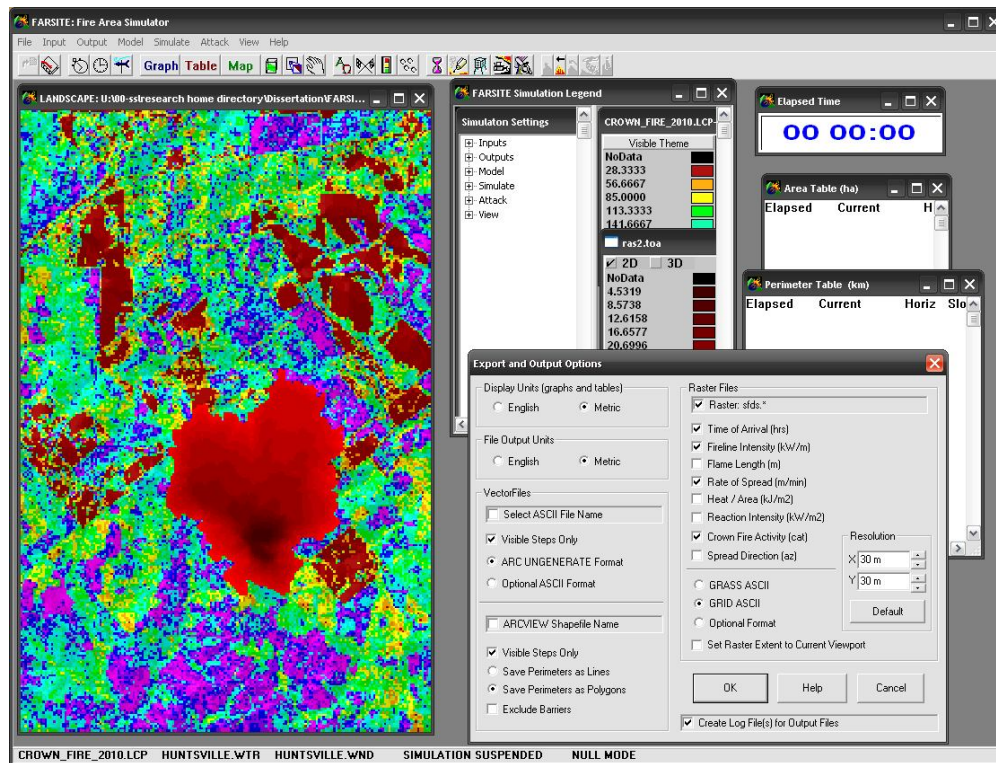 FARSITE: Fire Area Simulator
File Input Output Model Simulate Attack View Help
Graph Table Map
LANDSCAPE: U:\00-sslresearch home directory\Dissertation\FARSI...
FARSITE Simulation Legend
Simulaton Settings
Inputs
Outputs
Model
Simulate
Attack
View
CROWN_FIRE_2010.LCP
Visible Theme
NoData
28.3333
56.6667
85.0000
113.3333
141.6667
ras2.toa
2D 3D
NoData
4.5319
8.5738
12.6158
16.6577
20.6996
Elapsed Time
00 00:00
Area Table (ha)
Elapsed Current H
Perimeter Table (km)
Elapsed Current Horiz Slo
Export and Output Options
Display Units (graphs and tables)
English Metric
File Output Units
English Metric
VectorFiles
Select ASCII File Name
Visible Steps Only
ARC UNGENERATE Format
Optional ASCII Format
ARCVIEW Shapefile Name
Visible Steps Only
Save Perimeters as Lines
Save Perimeters as Polygons
Exclude Barriers
Raster Files
Raster: sfds.*
Time of Arrival (hrs)
Fireline Intensity (kW/m)
Flame Length (m)
Rate of Spread (m/min)
Heat / Area (kJ/m2)
Reaction Intensity (kW/m2)
Crown Fire Activity (cat)
Spread Direction (az)
GRASS ASCII
GRID ASCII
Optional Format
Resolution
X 30 m
Y 30 m
Default
Set Raster Extent to Current Viewport
OK Help Cancel
Create Log File(s) for Output Files
CROWN_FIRE_2010.LCP HUNTSVILLE.WTR HUNTSVILLE.WND SIMULATION SUSPENDED NULL MODE